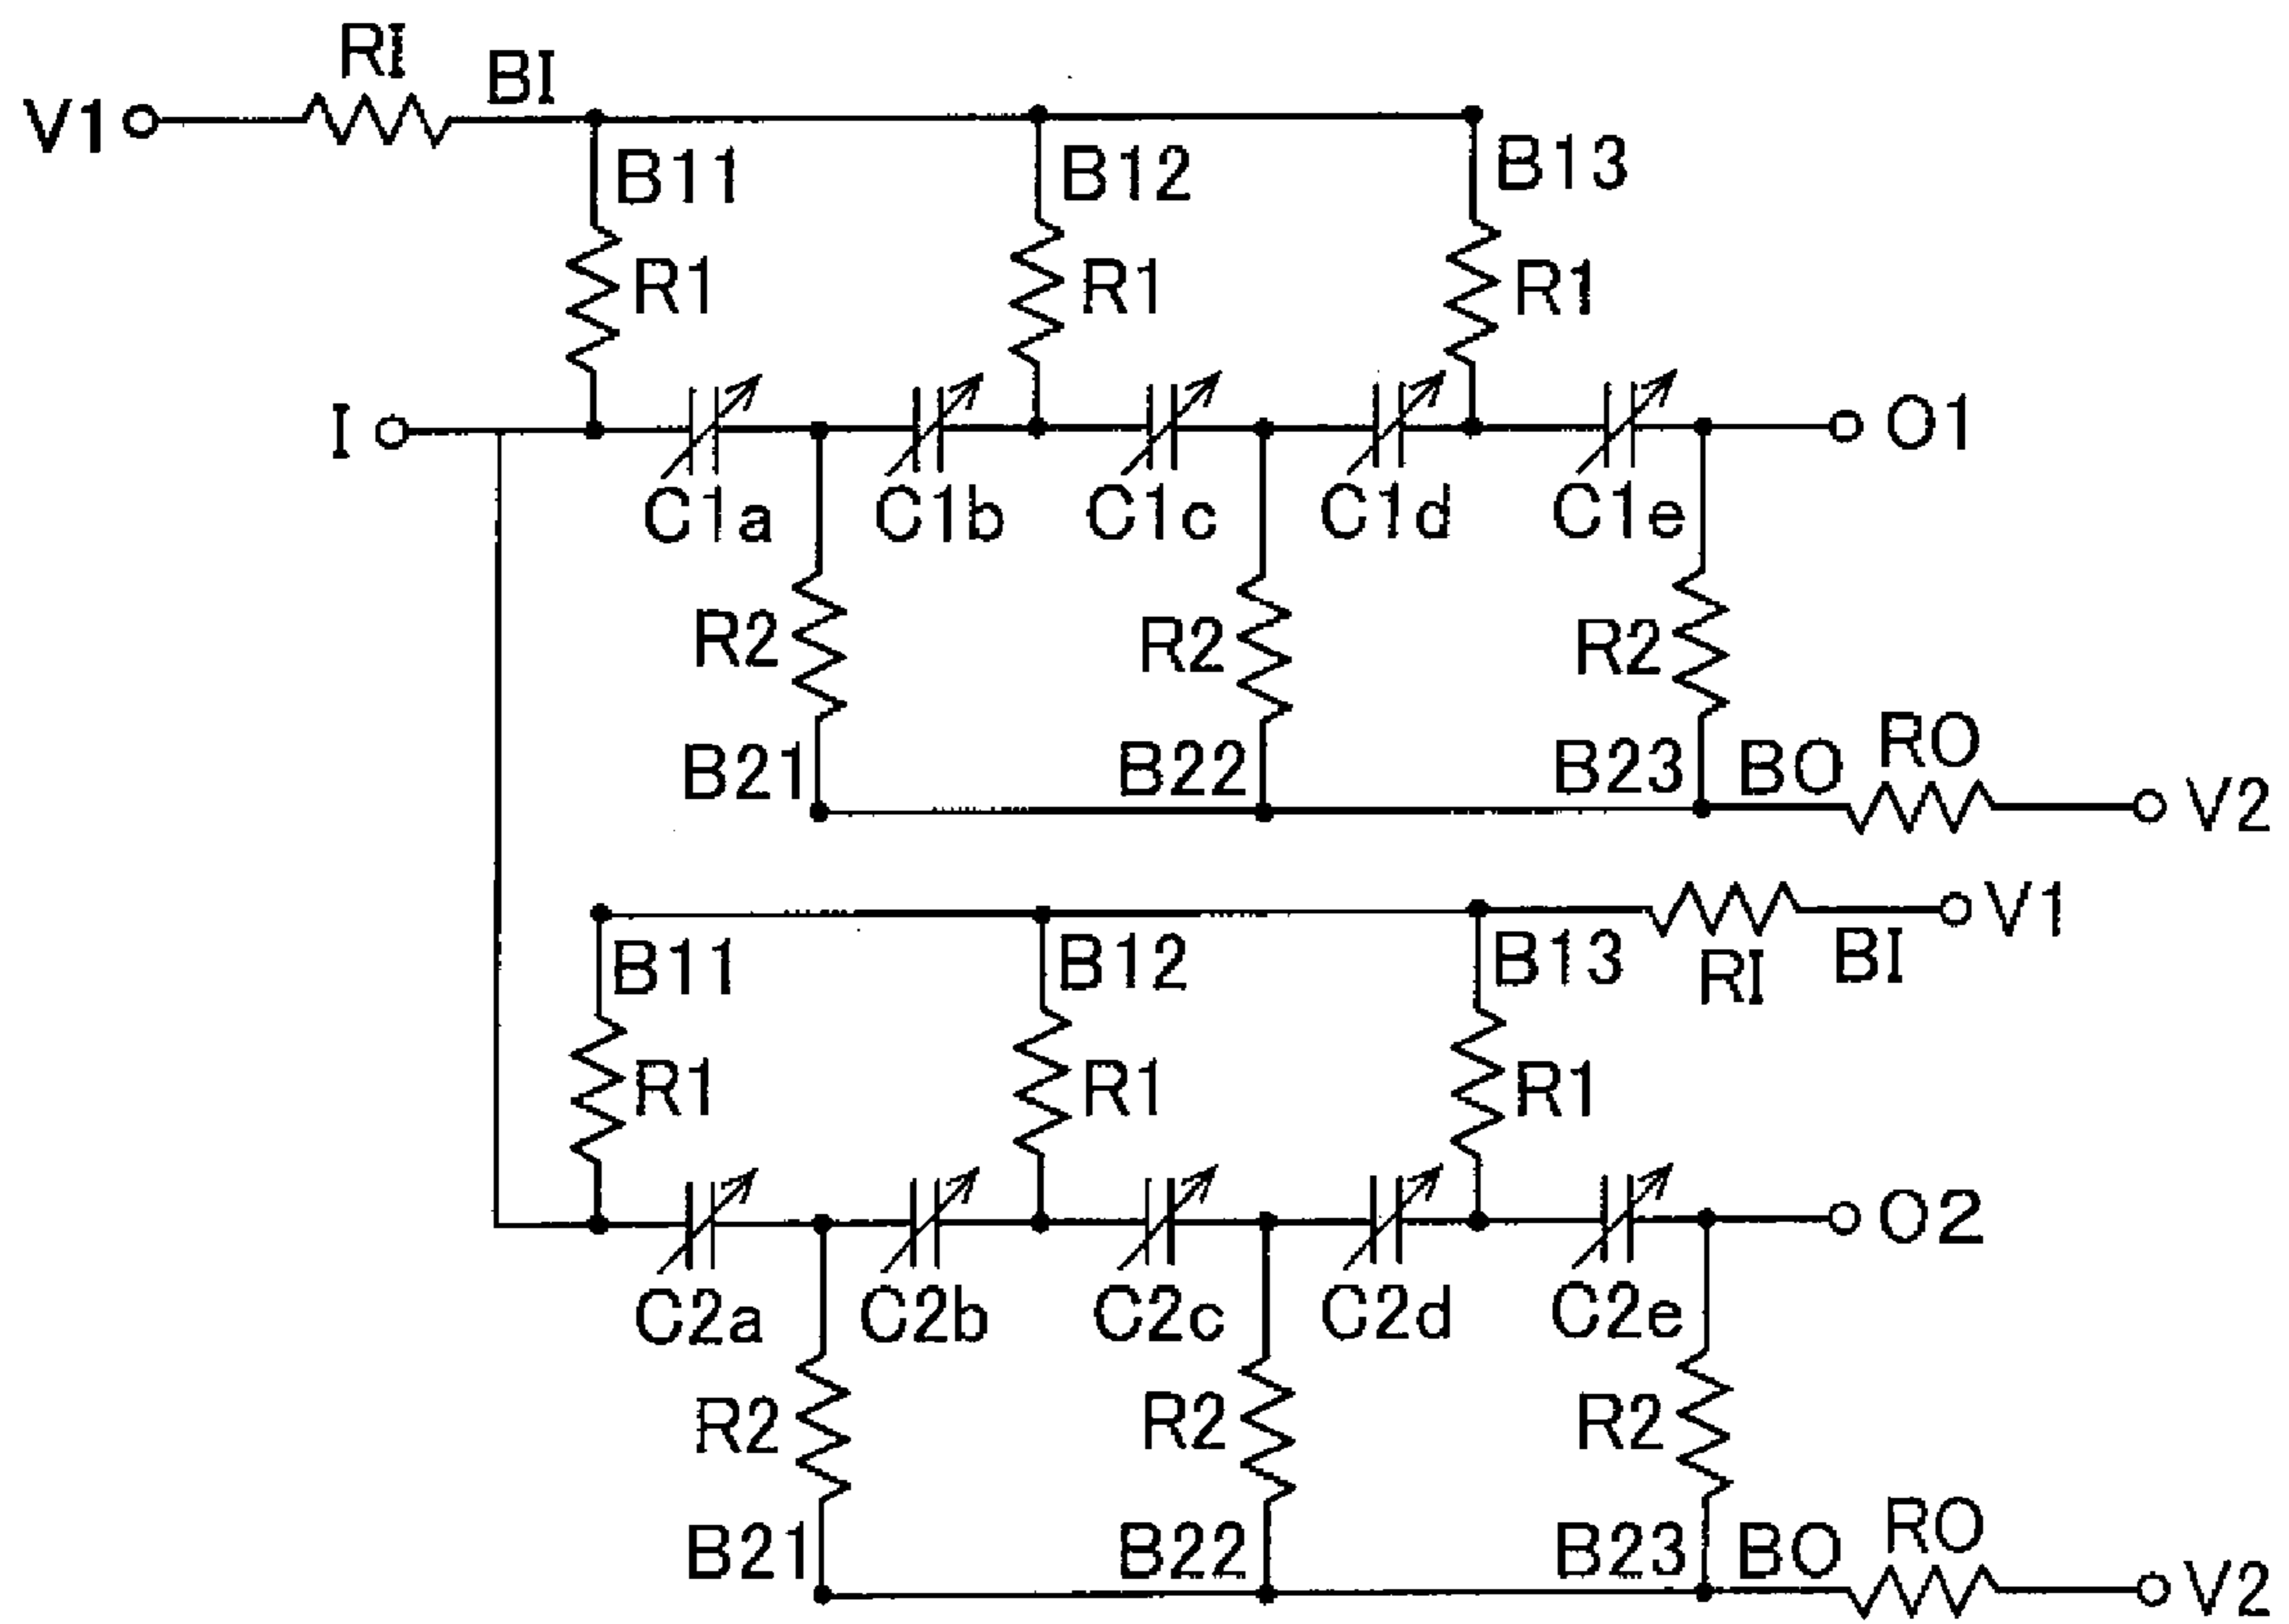 RI
BI
V1
B11
B12
B13
R1
R1
R1
I
O1
C1a
C1b
C1c
C1d
C1e
R2
R2
R2
B21
B22
B23
BO
RO
V2
V1
B11
B12
B13
RI
BI
R1
R1
R1
O2
C2a
C2b
C2c
C2d
C2e
R2
R2
R2
B21
B22
B23
BO
RO
V2